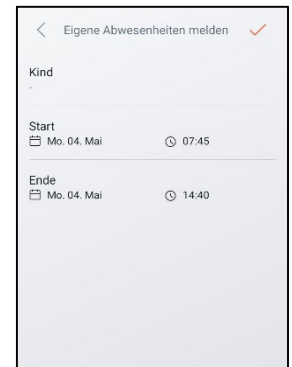 Eigene Abwesenheiten melden
Kind
-
Start
Mo. 04. Mai 07:45
Ende
Mo. 04. Mai 14:40